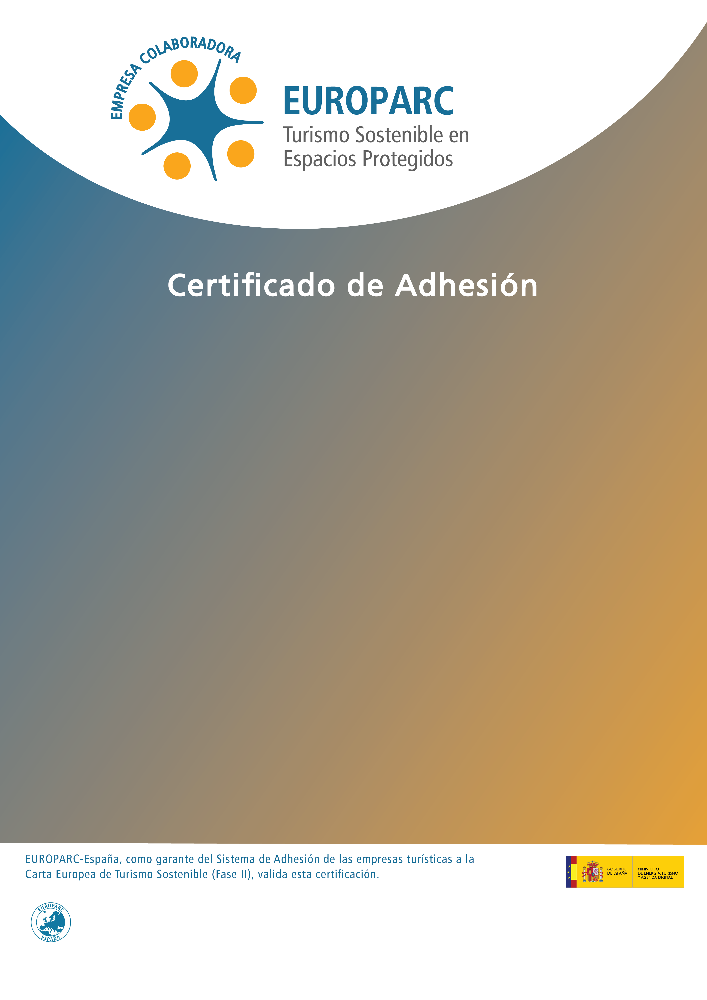 EMPRESA COLABORADORA
EUROPARC
Turismo Sostenible en
Espacios Protegidos
Certificado de Adhesión
EUROPARC-España, como garante del Sistema de Adhesión de las empresas turísticas a la
Carta Europea de Turismo Sostenible (Fase II), valida esta certificación.
GOBIERNO
DE ESPAÑA
MINISTERIO
DE ENERGÍA, TURISMO
Y AGENDA DIGITAL
EUROPARC
ESPAÑA